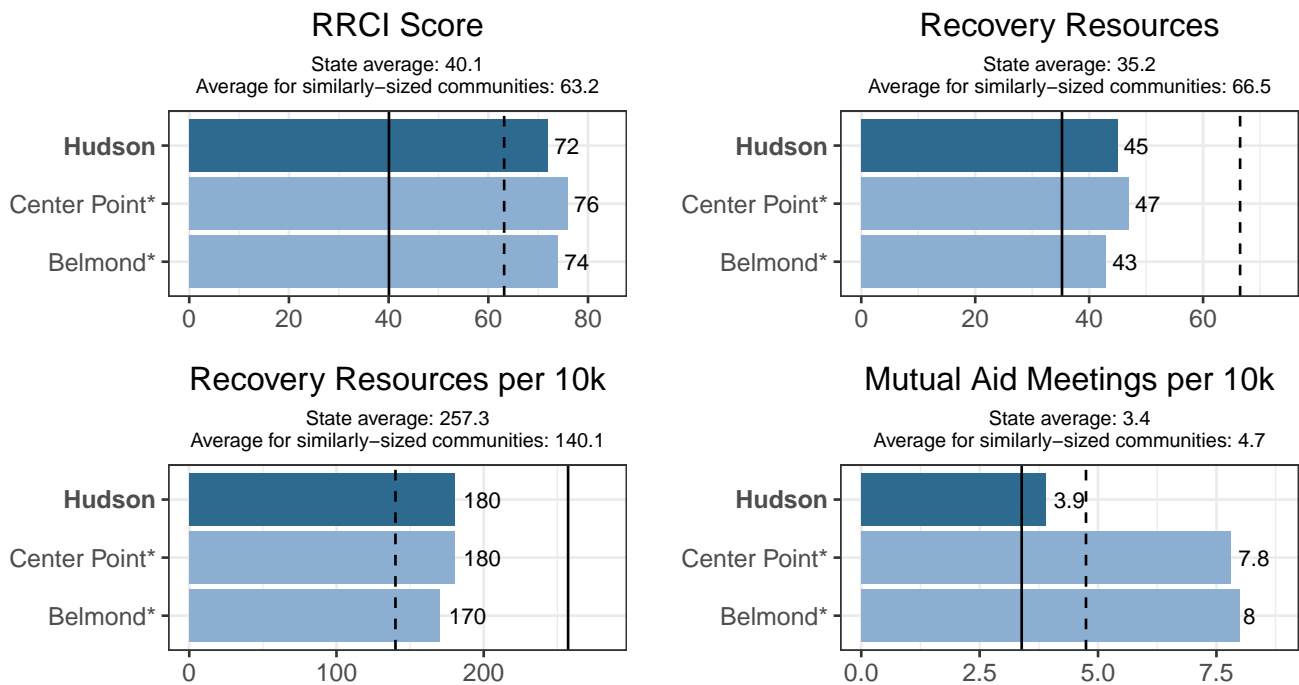 RRCI Score
State average: 40.1
Average for similarly−sized communities: 63.2
Hudson
72
Center Point*
76
Belmond*
74
0 20 40 60 80
Recovery Resources
State average: 35.2
Average for similarly−sized communities: 66.5
Hudson
45
Center Point*
47
Belmond*
43
0 20 40 60
Recovery Resources per 10k
State average: 257.3
Average for similarly−sized communities: 140.1
Hudson
180
Center Point*
180
Belmond*
170
0 100 200
Mutual Aid Meetings per 10k
State average: 3.4
Average for similarly−sized communities: 4.7
Hudson
3.9
Center Point*
7.8
Belmond*
8
0.0 2.5 5.0 7.5